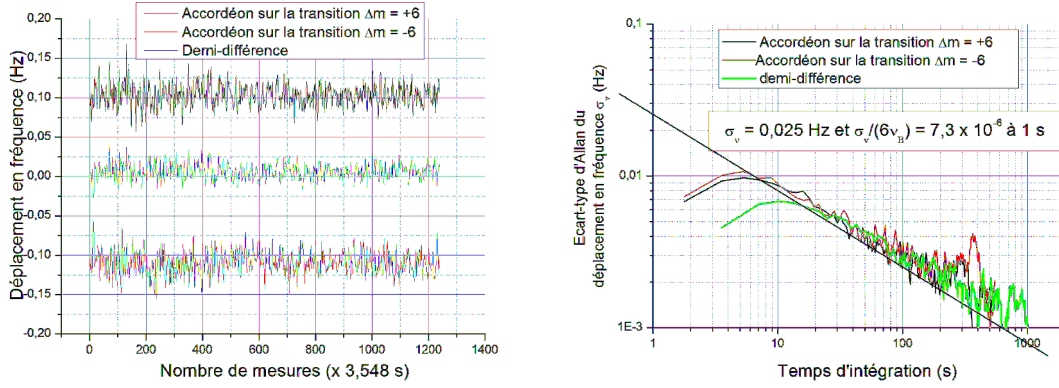 Accordéon sur la transition Δm = +6
Accordéon sur la transition Δm = -6
Demi-différence
Déplacement en fréquence (Hz)
0,20
0,15
0,10
0,05
0,00
-0,05
-0,10
-0,15
-0,20
0
200
400
600
800
1000
1200
1400
Nombre de mesures (x 3,548 s)
Accordéon sur la transition Δm = +6
Accordéon sur la transition Δm = -6
demi-différence
σν = 0,025 Hz et σν/(6νB) = 7,3 x 10-6 à 1 s
Ecart-type d'Allan du
déplacement en fréquence σν (Hz)
0,1
0,01
1E-3
1
10
100
1000
Temps d'intégration (s)